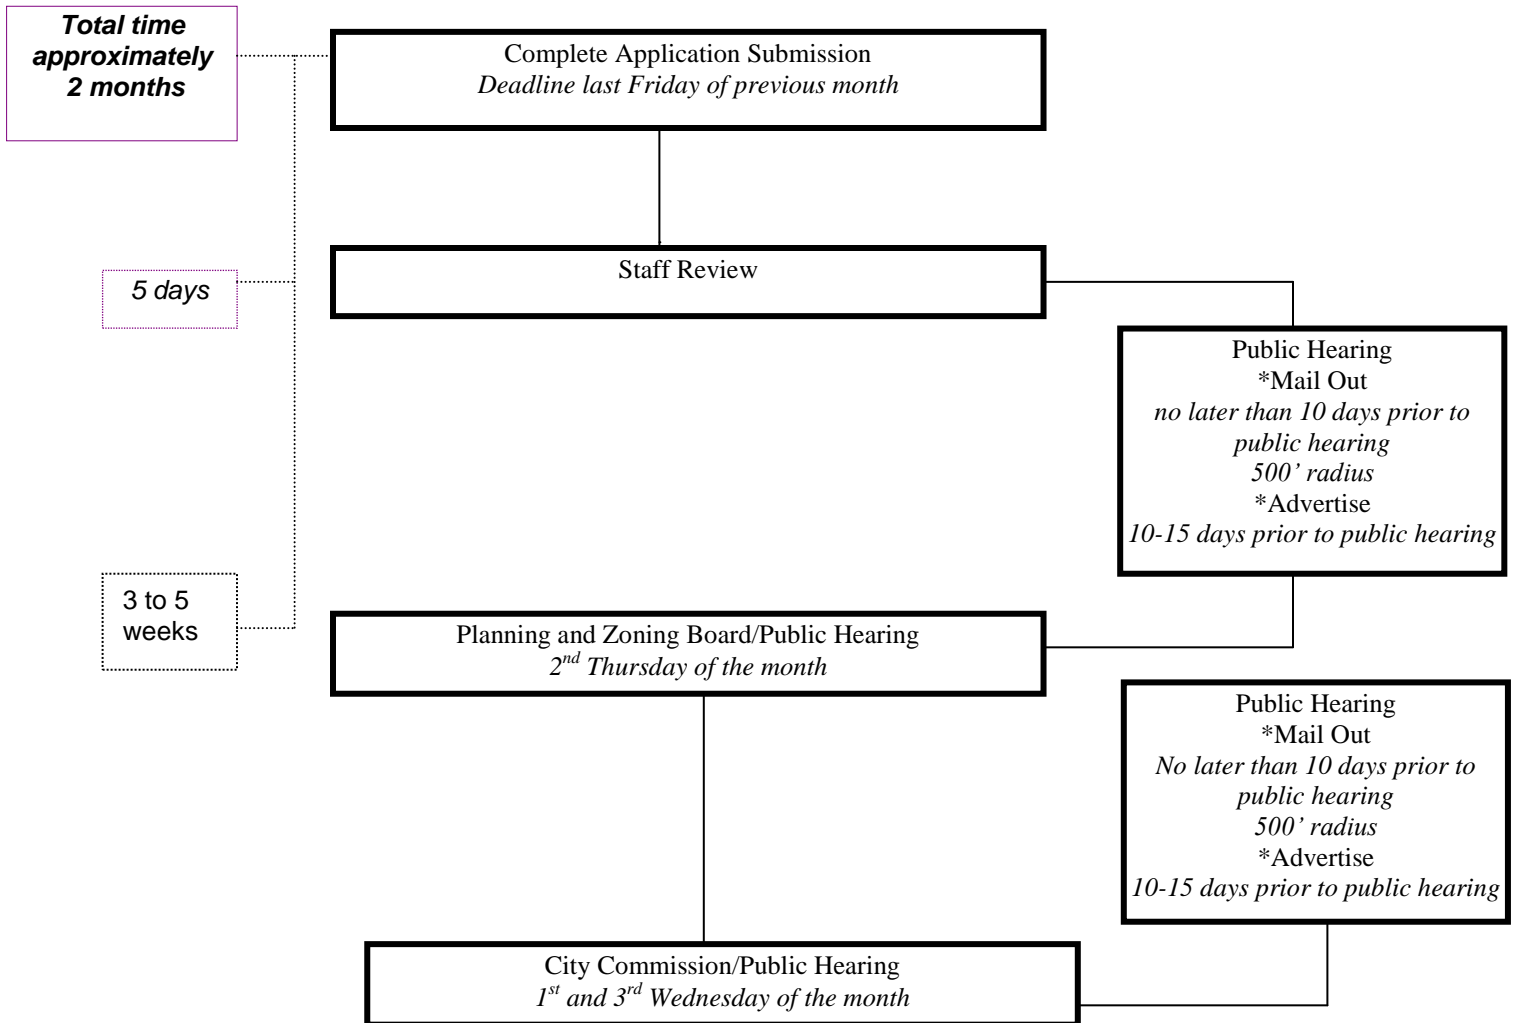 Total time
approximately
2 months
Complete Application Submission
Deadline last Friday of previous month
Staff Review
5 days
Public Hearing
*Mail Out
no later than 10 days prior to
public hearing
500’ radius
*Advertise
10-15 days prior to public hearing
3 to 5
weeks
Planning and Zoning Board/Public Hearing
2nd Thursday of the month
Public Hearing
*Mail Out
No later than 10 days prior to
public hearing
500’ radius
*Advertise
10-15 days prior to public hearing
City Commission/Public Hearing
1st and 3rd Wednesday of the month